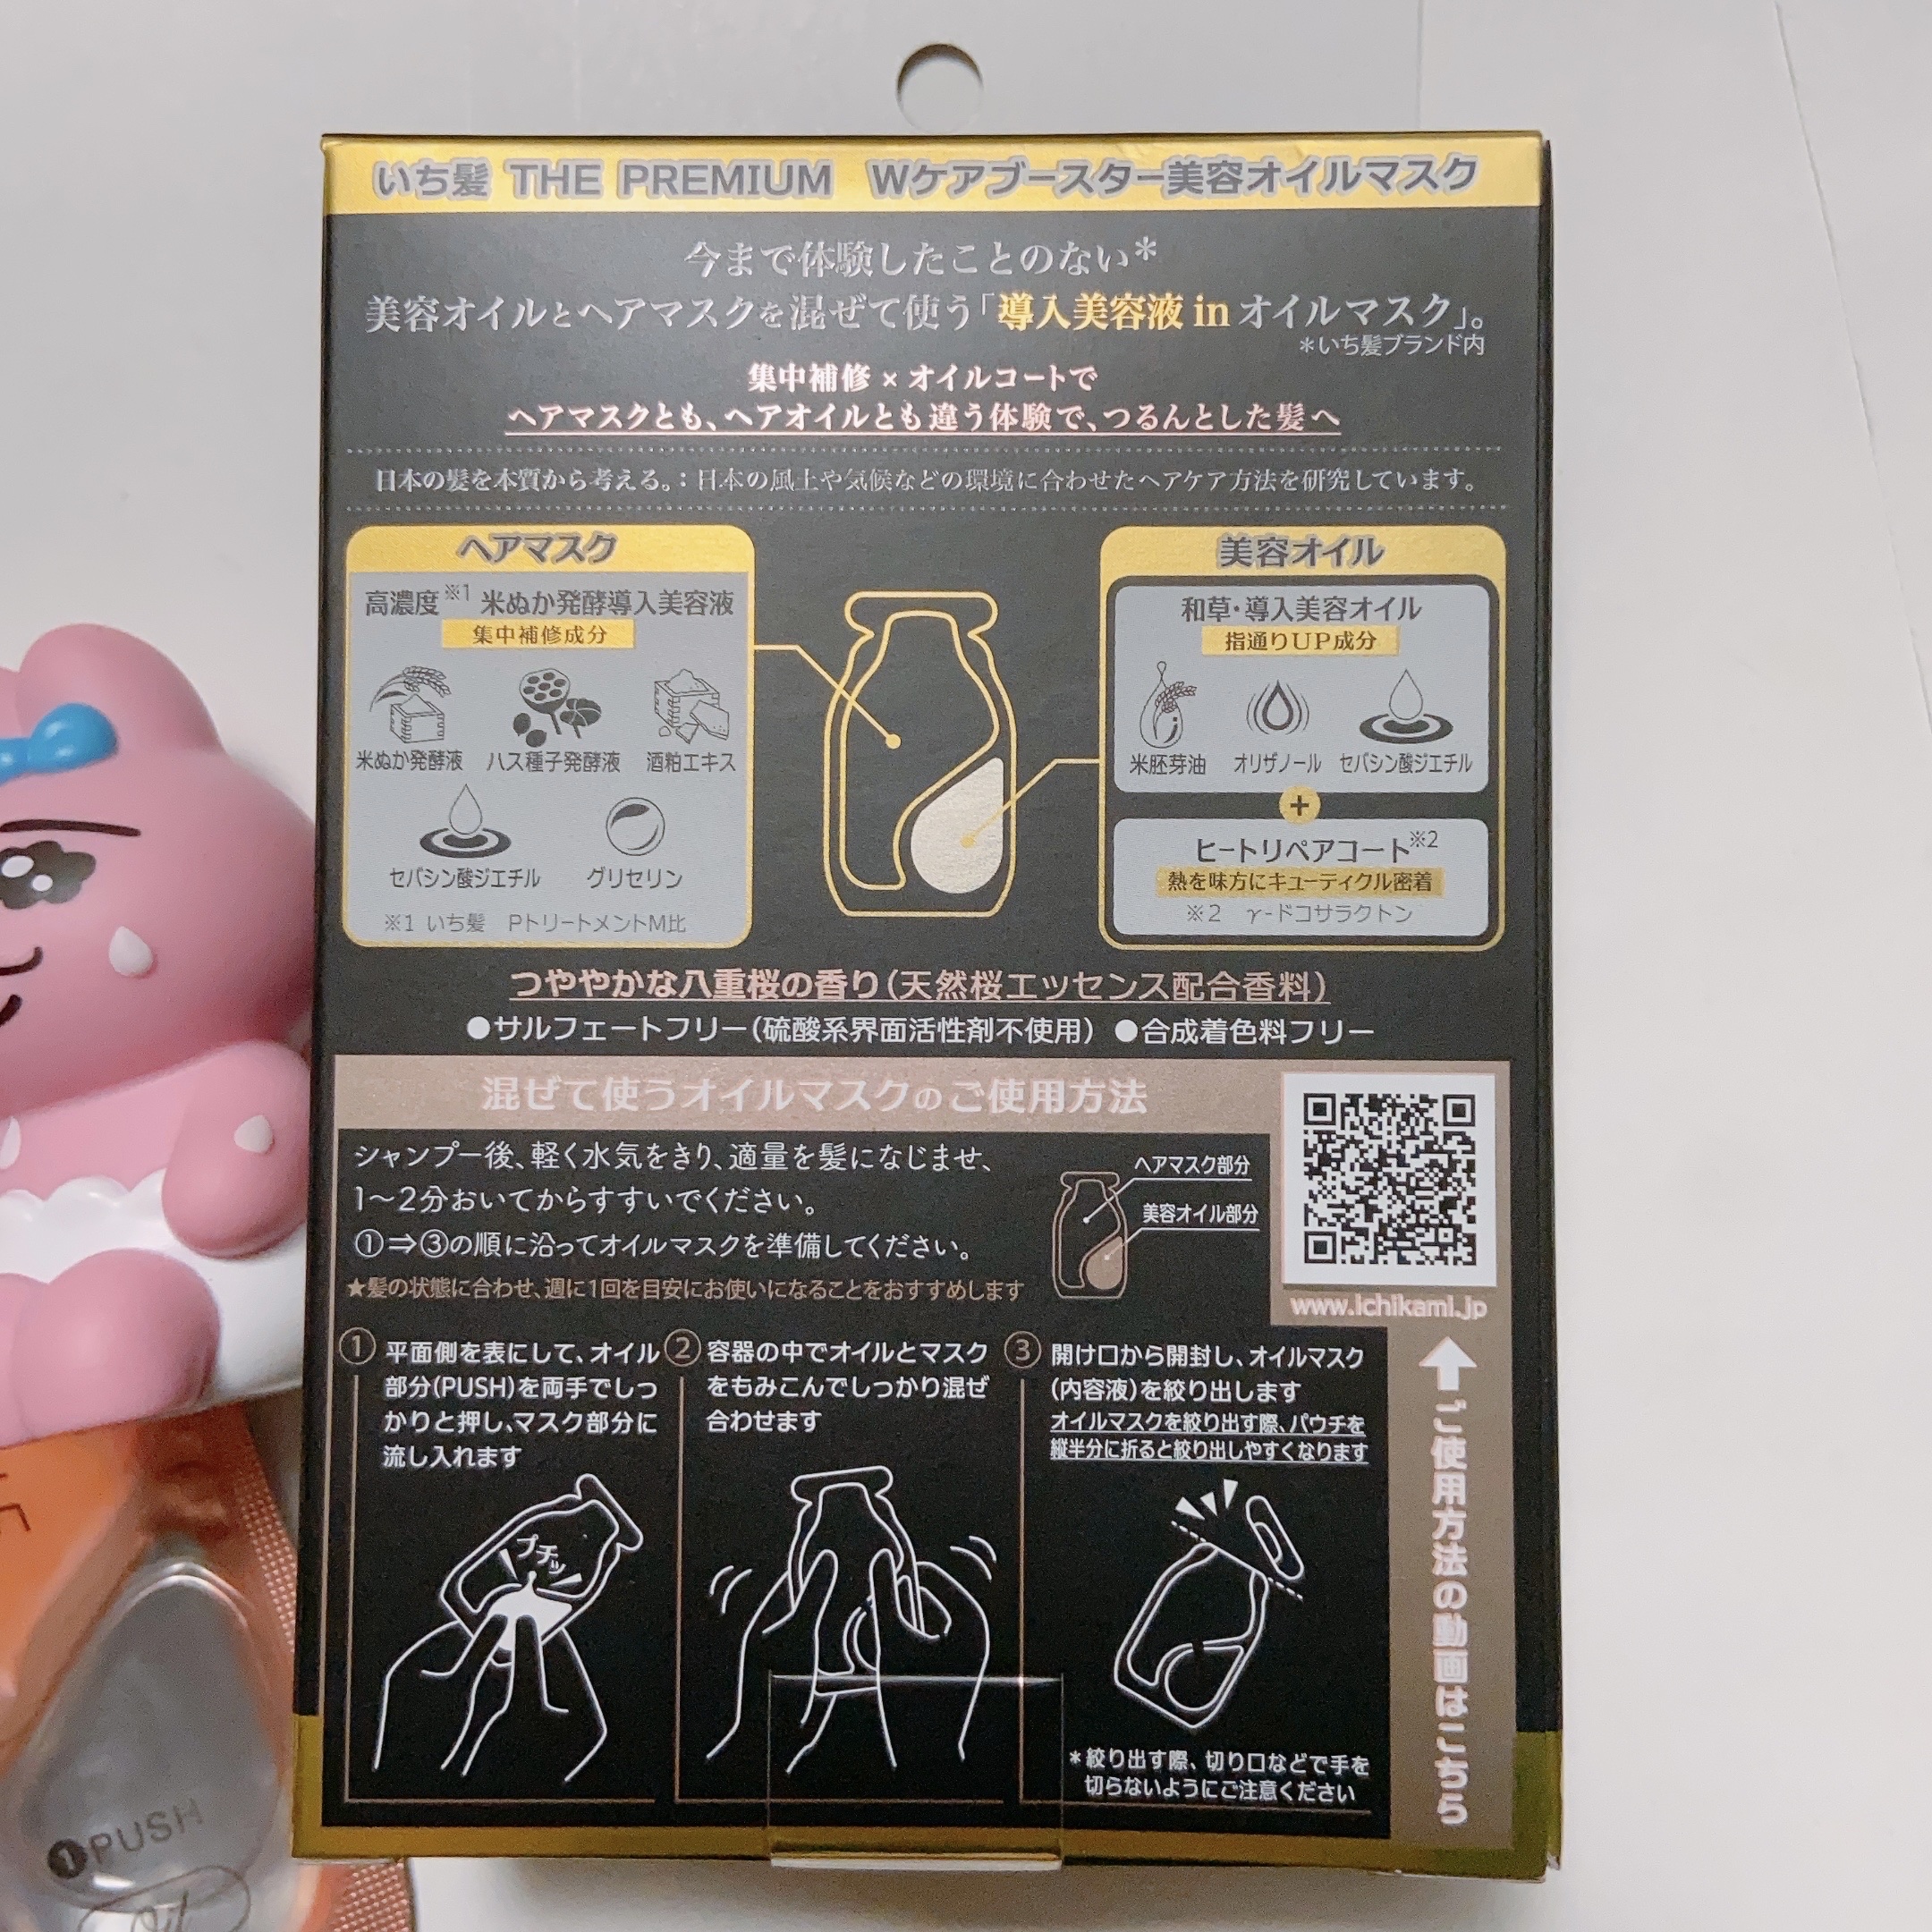 いち髪 THE PREMIUM Wケアブースター美容オイルマスク
今まで体験したことのない*
美容オイルとヘアマスクを混ぜて使う「導入美容液 in オイルマスク」。
*いち髪ブランド内
集中補修×オイルコートで
ヘアマスクとも、ヘアオイルとも違う体験で、つるんとした髪へ
日本の髪を本質から考える。:日本の風土や気候などの環境に合わせたヘアケア方法を研究しています。
ヘアマスク
高濃度※1 米ぬか発酵導入美容液
集中補修成分
米ぬか発酵液 ハス種子発酵液 酒粕エキス
セバシン酸ジエチル グリセリン
※1 いち髪 PトリートメントM比
美容オイル
和草・導入美容オイル
指通りUP成分
米胚芽油 オリザノール セバシン酸ジエチル
+
ヒートリペアコート※2
熱を味方にキューティクル密着
※2 γ-ドコサラクトン
つややかな八重桜の香り(天然桜エッセンス配合香料)
●サルフェートフリー(硫酸系界面活性剤不使用) ●合成着色料フリー
混ぜて使うオイルマスクのご使用方法
シャンプー後、軽く水気をきり、適量を髪になじませ、
1〜2分おいてからすすいでください。
①⇒③の順に沿ってオイルマスクを準備してください。
★髪の状態に合わせ、週に1回を目安にお使いになることをおすすめします
ヘアマスク部分
美容オイル部分
www.ichikami.jp
ご使用方法の動画はこちら
① 平面側を表にして、オイル
部分(PUSH)を両手でしっ
かりと押し、マスク部分に
流し入れます
プチッ
② 容器の中でオイルとマスク
をもみこんでしっかり混ぜ
合わせます
③ 開け口から開封し、オイルマスク
(内容液)を絞り出します
オイルマスクを絞り出す際、パウチを
縦半分に折ると絞り出しやすくなります
*絞り出す際、切り口などで手を
切らないようにご注意ください
❶PUSH